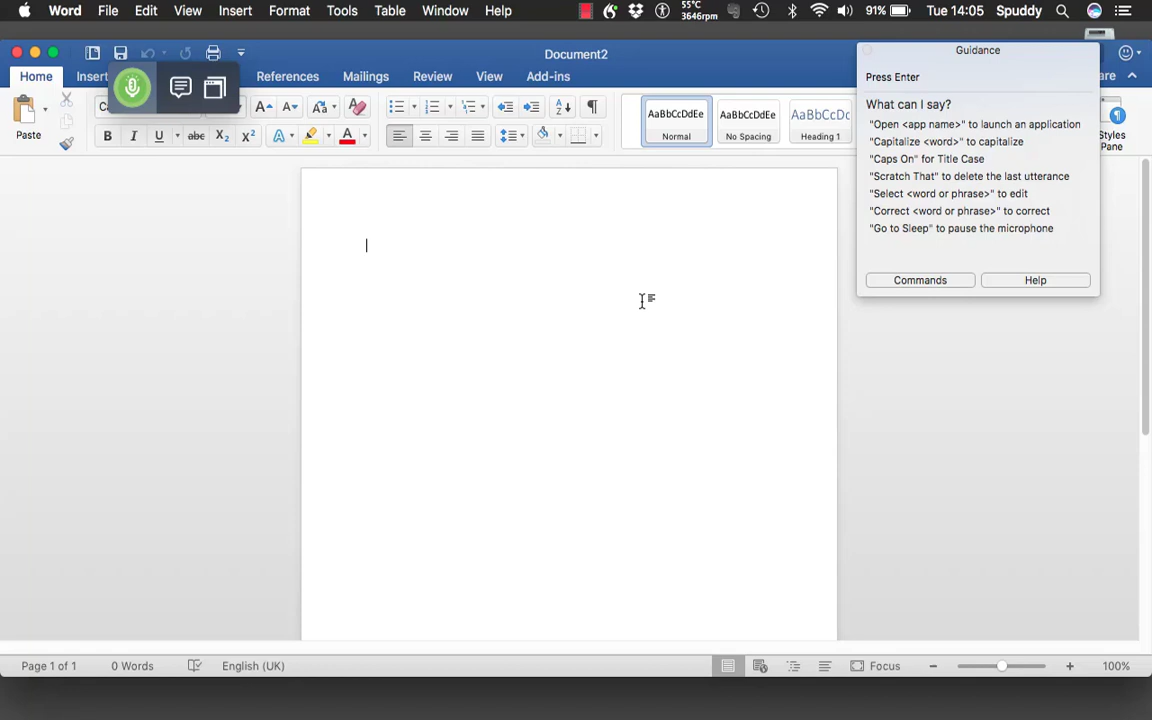 Word File Edit View Insert Format Tools Table Window Help 55°C 3646rpm 91% Tue 14:05 Spuddy
Document2
Guidance
Home References Mailings Review View Add-ins
Press Enter
What can I say?
"Open <app name>" to launch an application
"Capitalize <word>" to capitalize
"Caps On" for Title Case
"Scratch That" to delete the last utterance
"Select <word or phrase>" to edit
"Correct <word or phrase>" to correct
"Go to Sleep" to pause the microphone
Commands Help
Paste
B I U abc X2 X2 A A
AaBbCcDdEe AaBbCcDdEe AaBbCcDc
Normal No Spacing Heading 1
Styles
Pane
Page 1 of 1 0 Words English (UK) Focus 100%